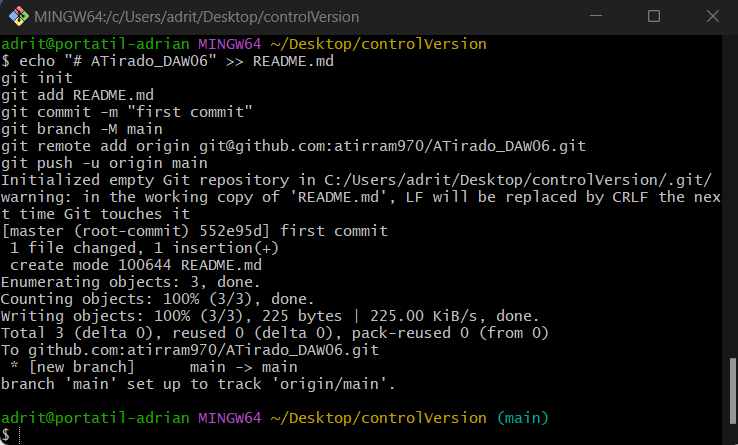 MINGW64:/c/Users/adrit/Desktop/controlVersion
adrit@portatil-adrian MINGW64 ~/Desktop/controlVersion
$ echo "# ATirado_DAW06" >> README.md
git init
git add README.md
git commit -m "first commit"
git branch -M main
git remote add origin git@github.com:atirram970/ATirado_DAW06.git
git push -u origin main
Initialized empty Git repository in C:/Users/adrit/Desktop/controlVersion/.git/
warning: in the working copy of 'README.md', LF will be replaced by CRLF the nex
t time Git touches it
[master (root-commit) 552e95d] first commit
 1 file changed, 1 insertion(+)
 create mode 100644 README.md
Enumerating objects: 3, done.
Counting objects: 100% (3/3), done.
Writing objects: 100% (3/3), 225 bytes | 225.00 KiB/s, done.
Total 3 (delta 0), reused 0 (delta 0), pack-reused 0 (from 0)
To github.com:atirram970/ATirado_DAW06.git
 * [new branch]      main -> main
branch 'main' set up to track 'origin/main'.
adrit@portatil-adrian MINGW64 ~/Desktop/controlVersion (main)
$